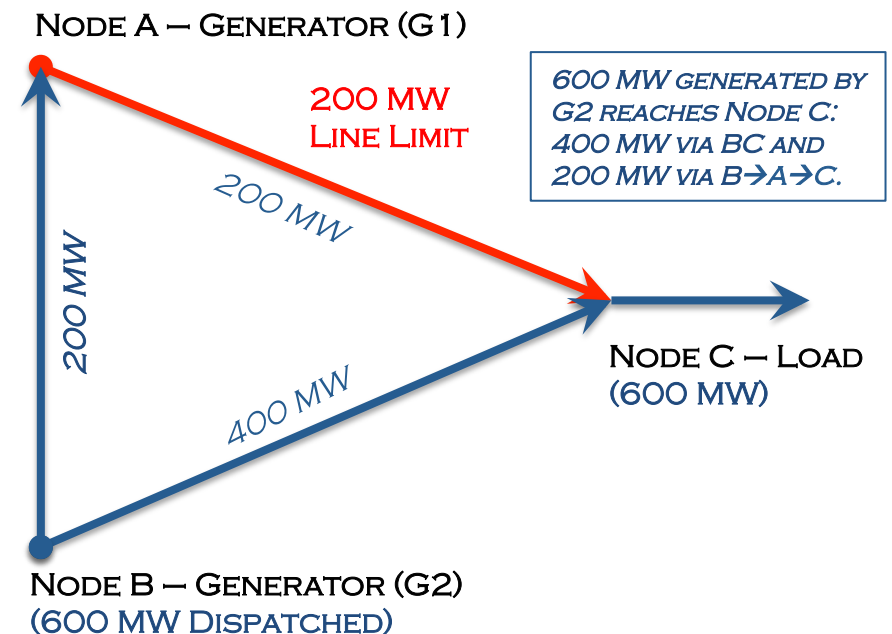 Node A – Generator (G1)
200 MW
Line Limit
600 MW generated by
G2 reaches Node C:
400 MW via BC and
200 MW via B→A→C.
200 MW
200 MW
400 MW
Node C – Load
(600 MW)
Node B – Generator (G2)
(600 MW Dispatched)